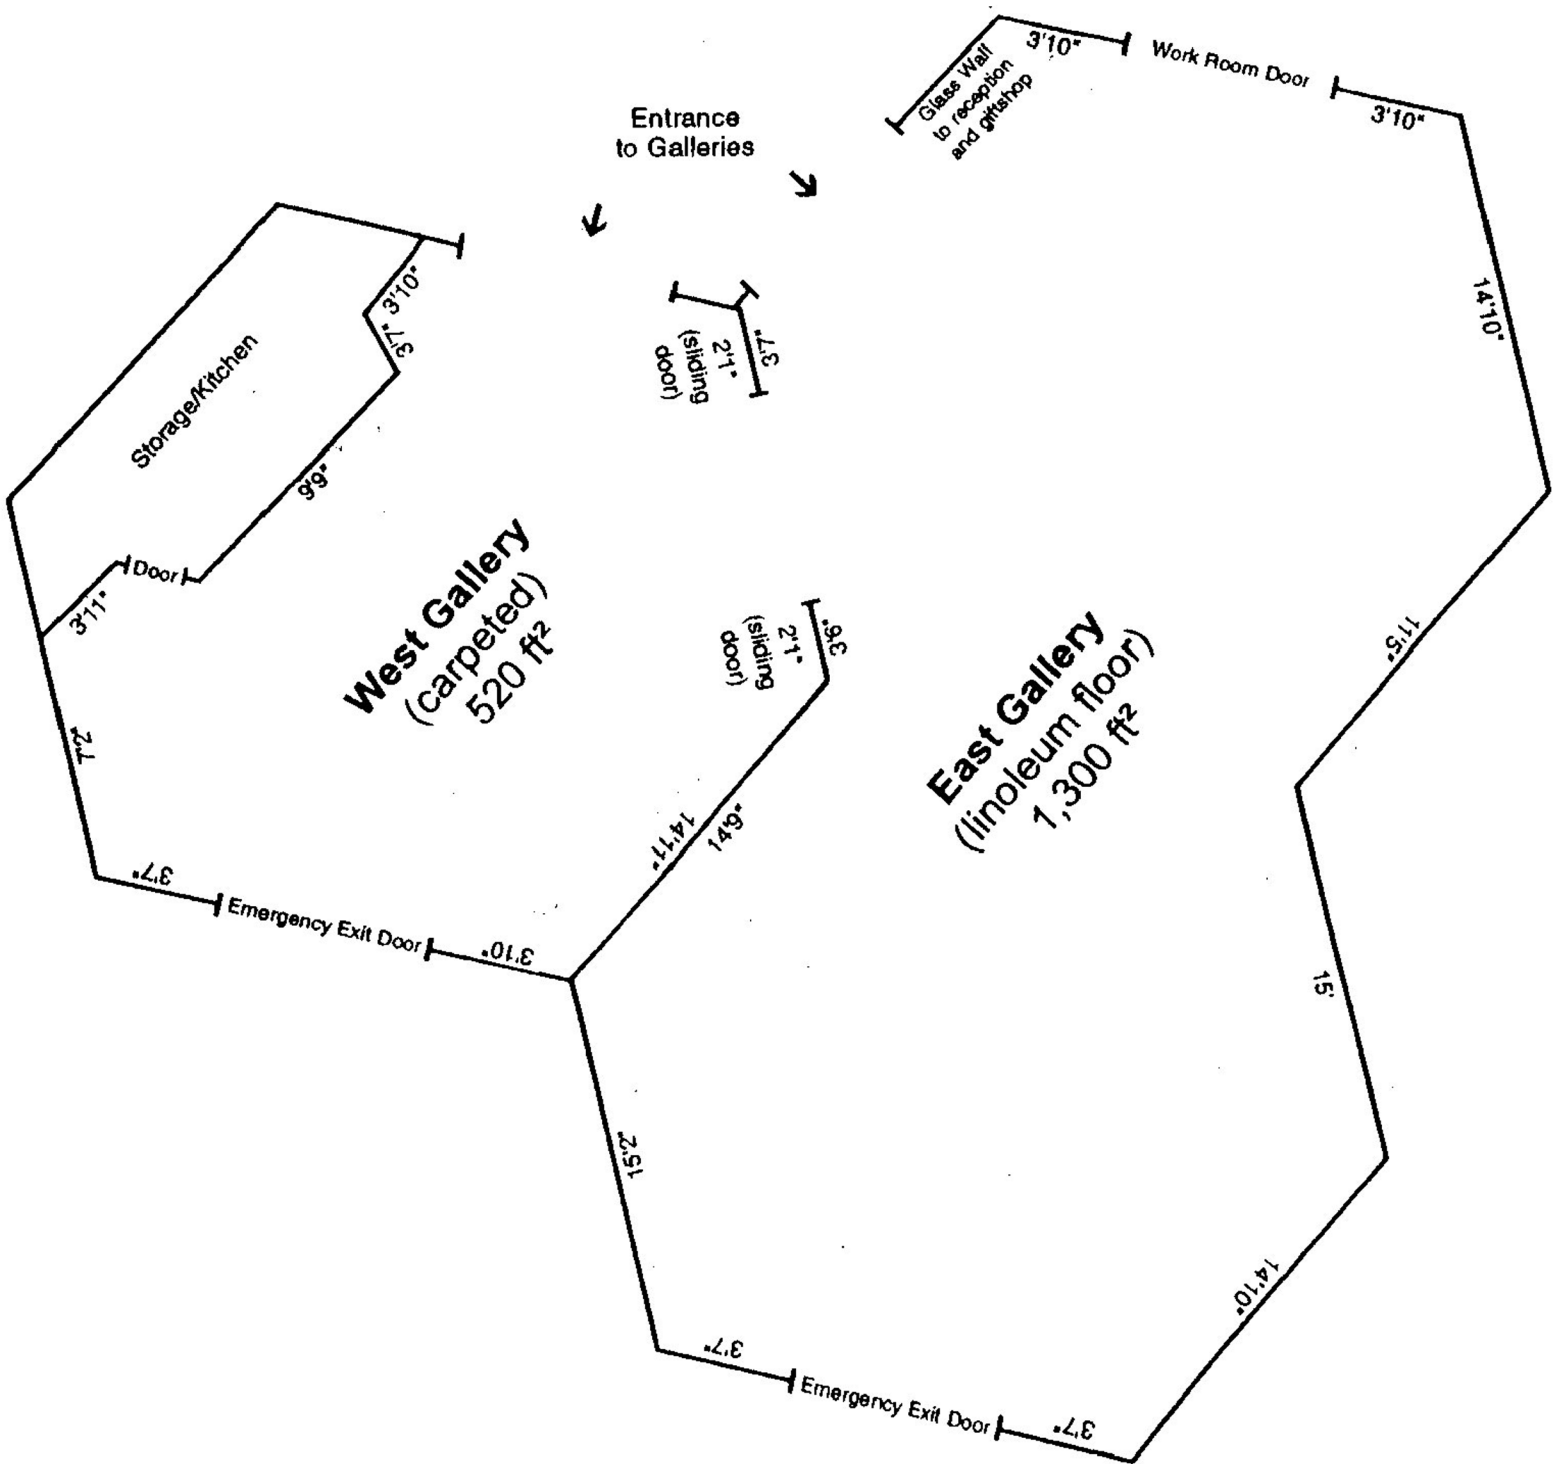 3'10"
Work Room Door
3'10"
Glass Wall
to reception
and giftshop
Entrance
to Galleries
14'10"
3'10"
3'7"
Storage/Kitchen
9'9"
Door
3'11"
2'1"
(sliding
door)
3'7"
West Gallery
(carpeted)
520 ft²
2'1"
(sliding
door)
3'6"
11'5"
East Gallery
(linoleum floor)
1,300 ft²
7'2"
14'11"
14'9"
3'7"
Emergency Exit Door
3'10"
15'
15'2"
14'10"
3'7"
Emergency Exit Door
3'7"